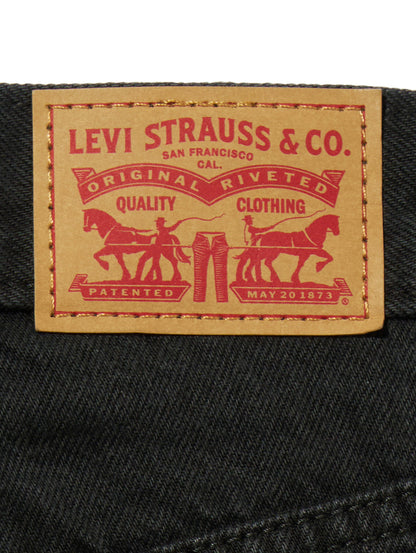 LEVI STRAUSS & CO.
SAN FRANCISCO
CAL.
ORIGINAL RIVETED
QUALITY CLOTHING
PATENTED MAY 20 1873 ®